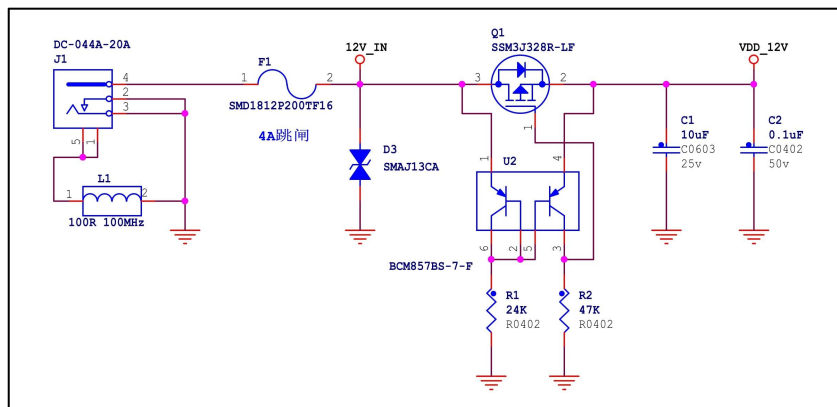 DC-044A-20A
J1
4
2
3
5
1
L1
1
2
100R 100MHz
F1
1
2
SMD1812P200TF16
4A跳闸
12V_IN
D3
SMAJ13CA
Q1
SSM3J328R-LF
3
2
1
1
4
U2
6
2
5
3
BCM857BS-7-F
R1
24K
R0402
R2
47K
R0402
VDD_12V
C1
10uF
C0603
25v
C2
0.1uF
C0402
50v